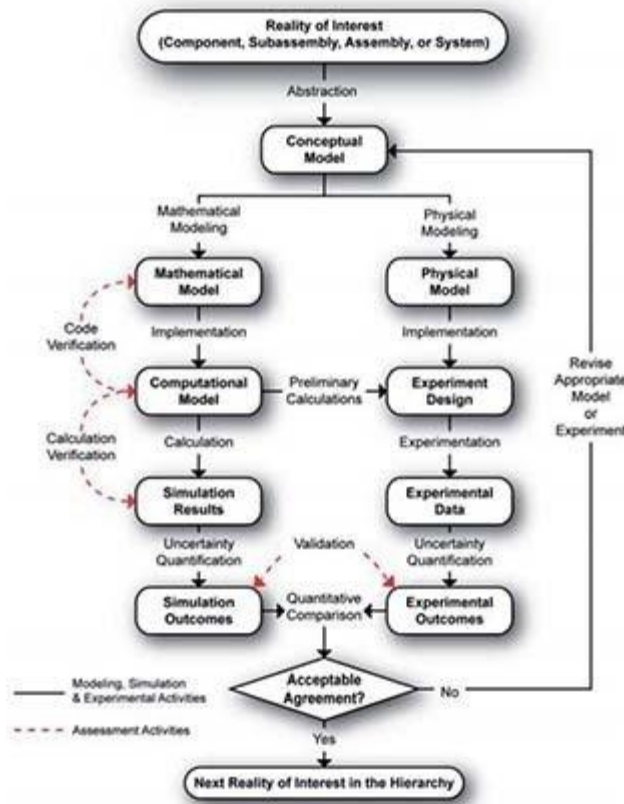 Reality of Interest
(Component, Subassembly, Assembly, or System)
Abstraction
Conceptual
Model
Mathematical
Modeling
Physical
Modeling
Mathematical
Model
Physical Model
Code
Verification
Implementation
Implementation
Revise
Appropriate
Model
or
Experiment
Computational
Model
Preliminary
Calculations
Experiment
Design
Calculation
Verification
Calculation
Experimentation
Simulation
Results
Experimental
Data
Uncertainty
Quantification
Validation
Uncertainty
Quantification
Simulation
Outcomes
Quantitative
Comparison
Experimental
Outcomes
Acceptable
Agreement?
No
Modeling, Simulation
& Experimental Activities
Assessment Activities
Yes
Next Reality of Interest in the Hierarchy